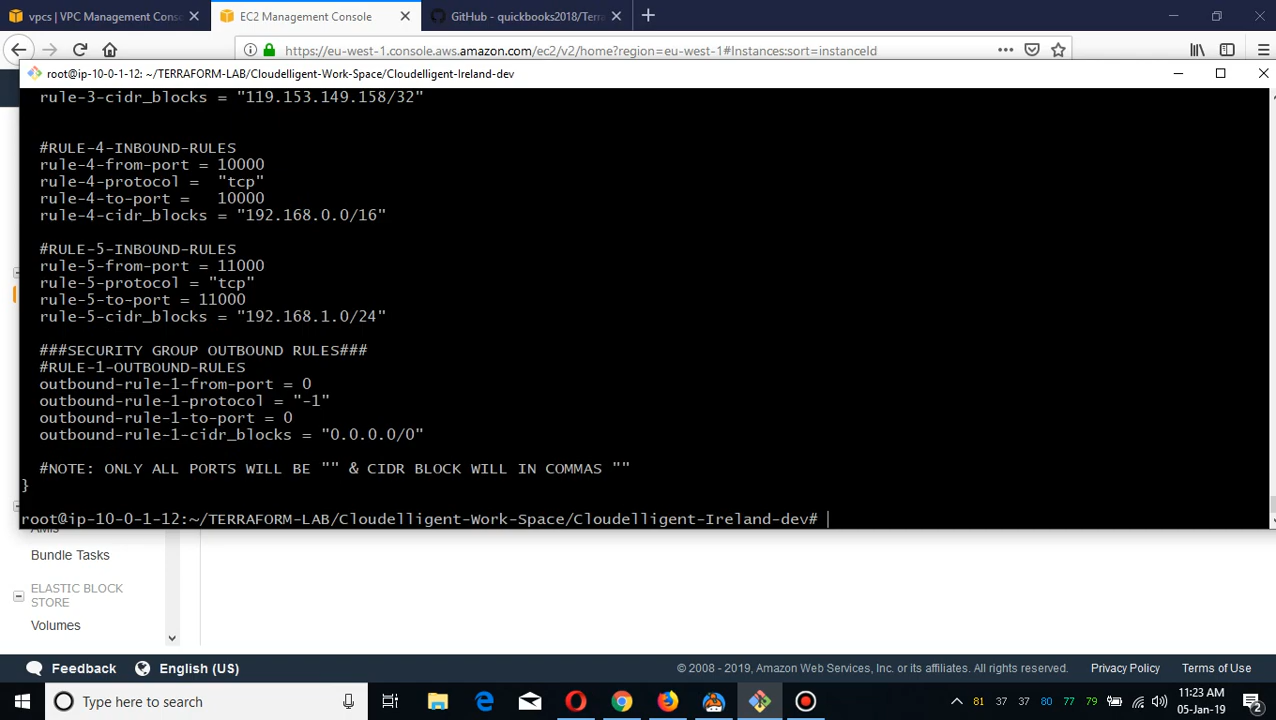 vpcs | VPC Management Conso
EC2 Management Console
GitHub - quickbooks2018/Terra
https://eu-west-1.console.aws.amazon.com/ec2/v2/home?region=eu-west-1#Instances:sort=instanceId
root@ip-10-0-1-12: ~/TERRAFORM-LAB/Cloudelligent-Work-Space/Cloudelligent-Ireland-dev
rule-3-cidr_blocks = "119.153.149.158/32"
#RULE-4-INBOUND-RULES
rule-4-from-port = 10000
rule-4-protocol =  "tcp"
rule-4-to-port =   10000
rule-4-cidr_blocks = "192.168.0.0/16"
#RULE-5-INBOUND-RULES
rule-5-from-port = 11000
rule-5-protocol = "tcp"
rule-5-to-port = 11000
rule-5-cidr_blocks = "192.168.1.0/24"
###SECURITY GROUP OUTBOUND RULES###
#RULE-1-OUTBOUND-RULES
outbound-rule-1-from-port = 0
outbound-rule-1-protocol = "-1"
outbound-rule-1-to-port = 0
outbound-rule-1-cidr_blocks = "0.0.0.0/0"
#NOTE: ONLY ALL PORTS WILL BE "" & CIDR BLOCK WILL IN COMMAS ""
}
root@ip-10-0-1-12:~/TERRAFORM-LAB/Cloudelligent-Work-Space/Cloudelligent-Ireland-dev#
AMIs
Bundle Tasks
ELASTIC BLOCK
STORE
Volumes
Feedback
English (US)
© 2008 - 2019, Amazon Web Services, Inc. or its affiliates. All rights reserved.
Privacy Policy
Terms of Use
Type here to search
81 37 37 80 77 79
11:23 AM
05-Jan-19
2